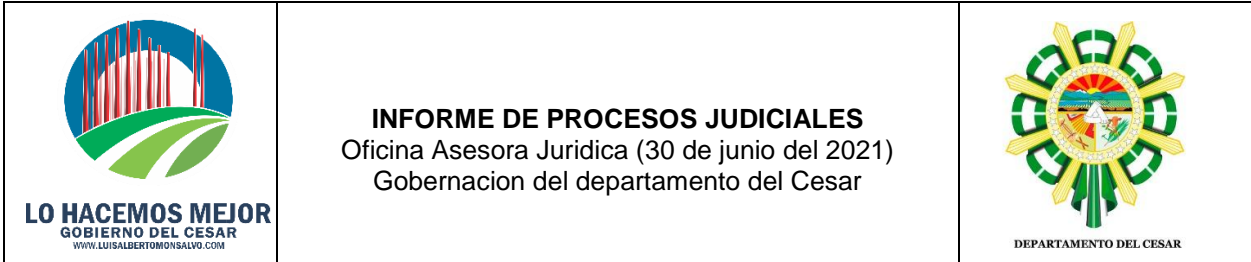 LO HACEMOS MEJOR
GOBIERNO DEL CESAR
WWW.LUISALBERTOMONSALVO.COM
INFORME DE PROCESOS JUDICIALES
Oficina Asesora Juridica (30 de junio del 2021)
Gobernacion del departamento del Cesar
DEPARTAMENTO DEL CESAR